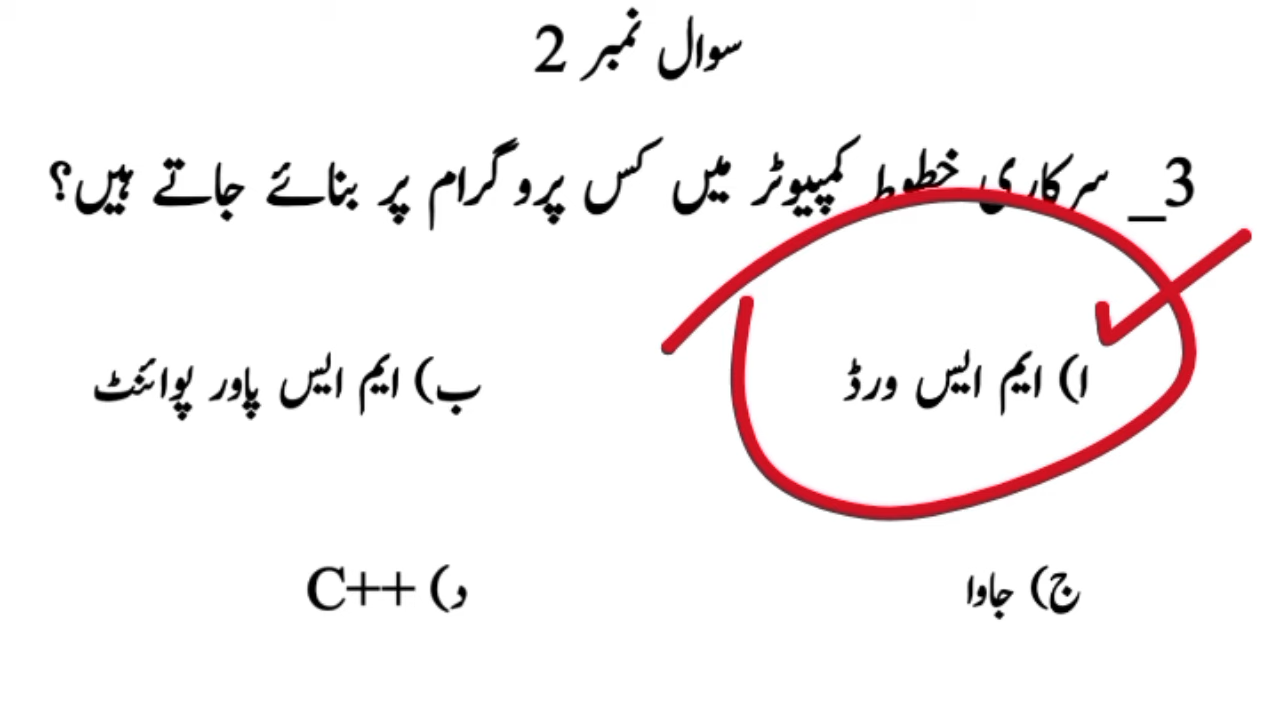 سوال نمبر 2
3_ سرکاری خطوط کمپیوٹر میں کس پروگرام پر بنائے جاتے ہیں؟
ا) ایم ایس ورڈ
ب) ایم ایس پاور پوائنٹ
ج) جاوا
د) C++